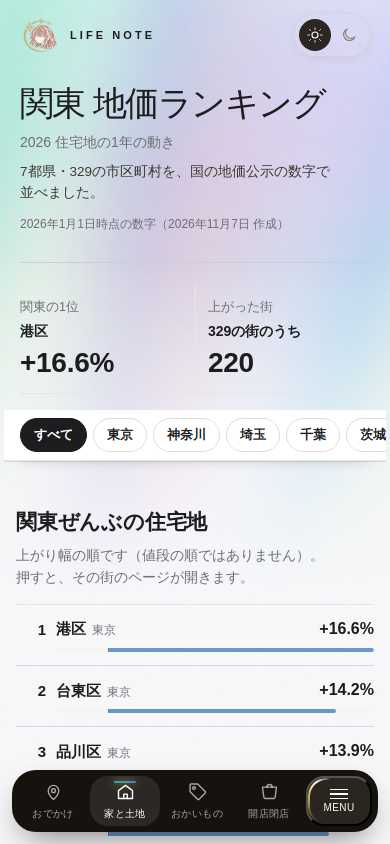 LIFE NOTE
関東 地価ランキング
2026 住宅地の1年の動き
7都県・329の市区町村を、国の地価公示の数字で
並べました。
2026年1月1日時点の数字（2026年11月7日 作成）
関東の1位
港区
+16.6%
上がった街
329の街のうち
220
すべて 東京 神奈川 埼玉 千葉 茨城
関東ぜんぶの住宅地
上がり幅の順です（値段の順ではありません）。
押すと、その街のページが開きます。
1 港区 東京 +16.6%
2 台東区 東京 +14.2%
3 品川区 東京 +13.9%
おでかけ 家と土地 おかいもの 開店閉店 MENU